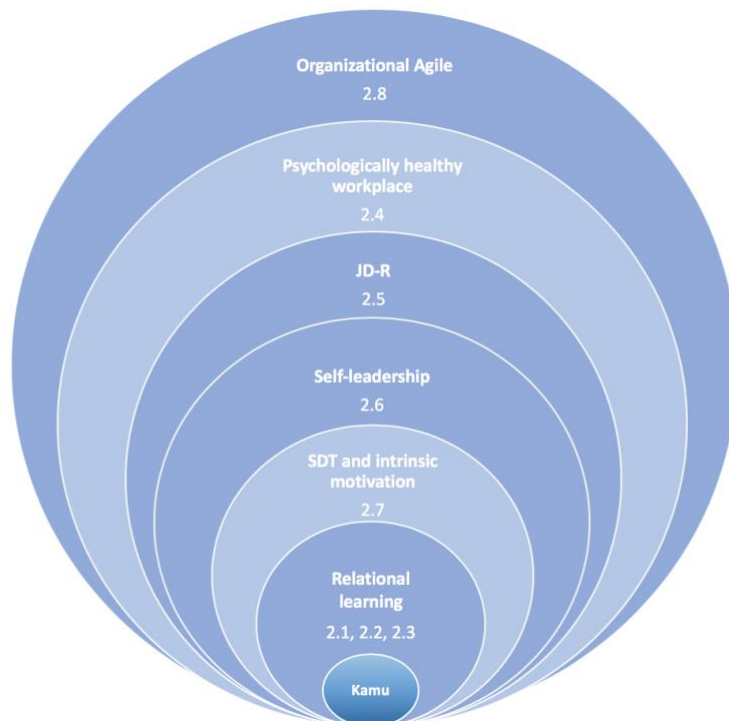 Organizational Agile
2.8
Psychologically healthy
workplace
2.4
JD-R
2.5
Self-leadership
2.6
SDT and intrinsic
motivation
2.7
Relational
learning
2.1, 2.2, 2.3
Kamu